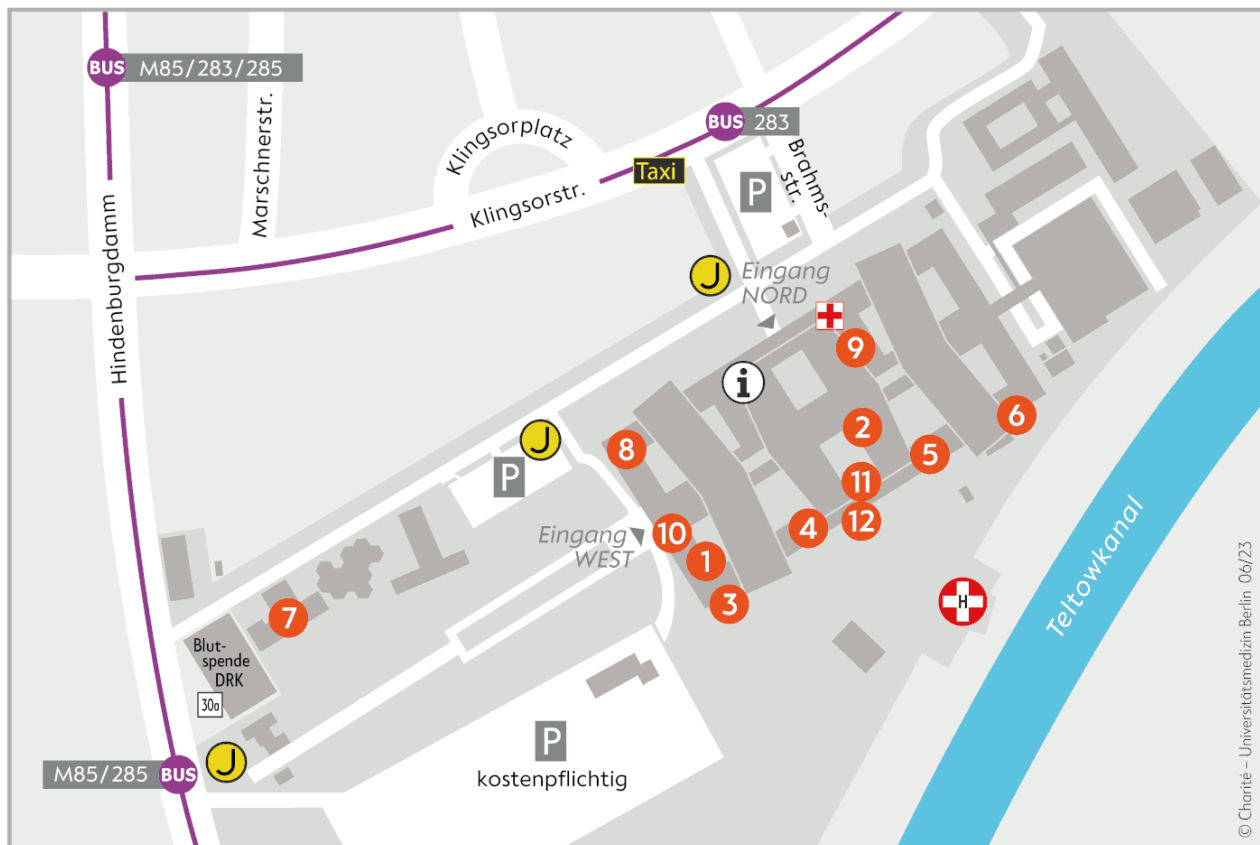 BUS M85/283/285
Marschnerstr.
Klingsorplatz
BUS 283
Taxi
Klingsorstr.
P
Brahms-
str.
Hindenburgdamm
J
Eingang
NORD
9
i
6
2
8
J
5
P
11
10
12
4
Eingang
WEST
1
3
H
7
Blut-
spende
DRK
30a
Teltowkanal
P
kostenpflichtig
J
M85/285 BUS
© Charité – Universitätsmedizin Berlin 06/23